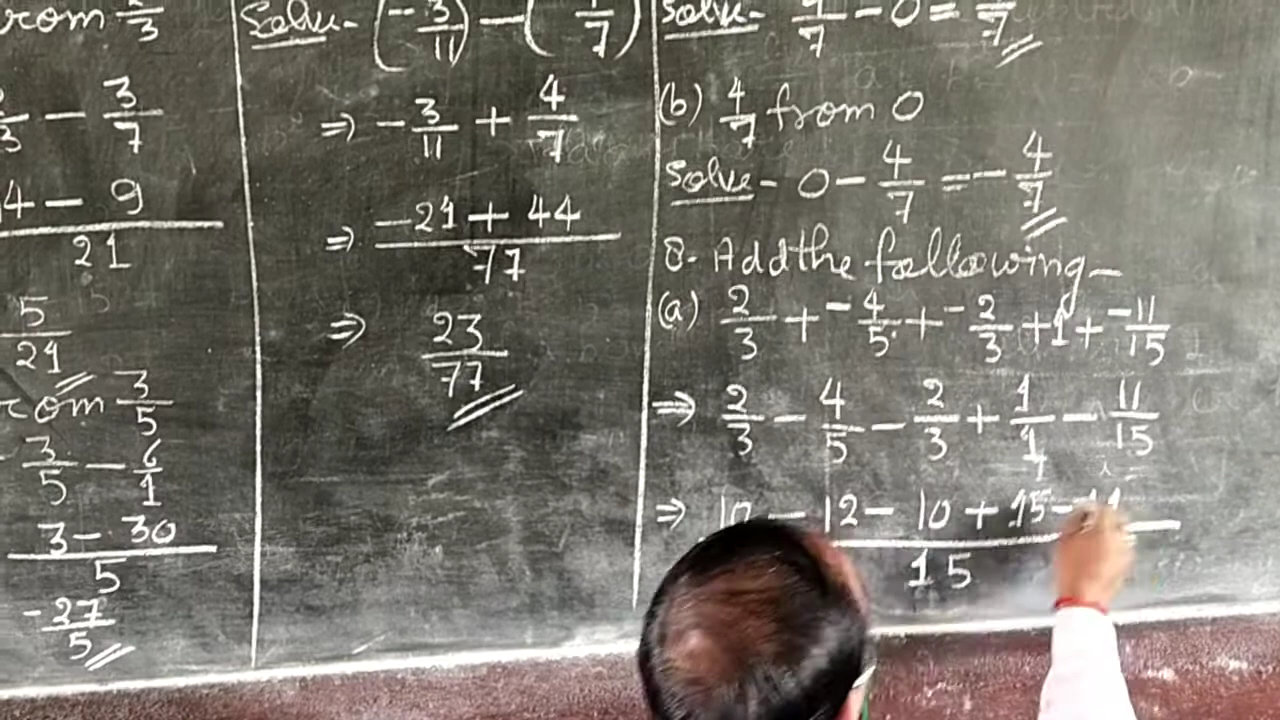 rom 2/3
2/3 - 3/7
14 - 9 / 21
5/21
rom 3/5
3/5 - 6/1
3 - 30 / 5
-27/5
Solve - (-3/11) - ( 4/7)
⇒ -3/11 + 4/7
⇒ -21 + 44 / 77
⇒ 23/77
Solve - 4/7 - 0 = 4/7
(b) 4/7 from 0
Solve - 0 - 4/7 = - 4/7
8. Add the following -
(a) 2/3 + -4/5 + -2/3 + 1 + -11/15
⇒ 2/3 - 4/5 - 2/3 + 1/1 - 11/15
⇒ 10 - 12 - 10 + 15 - 11 / 15